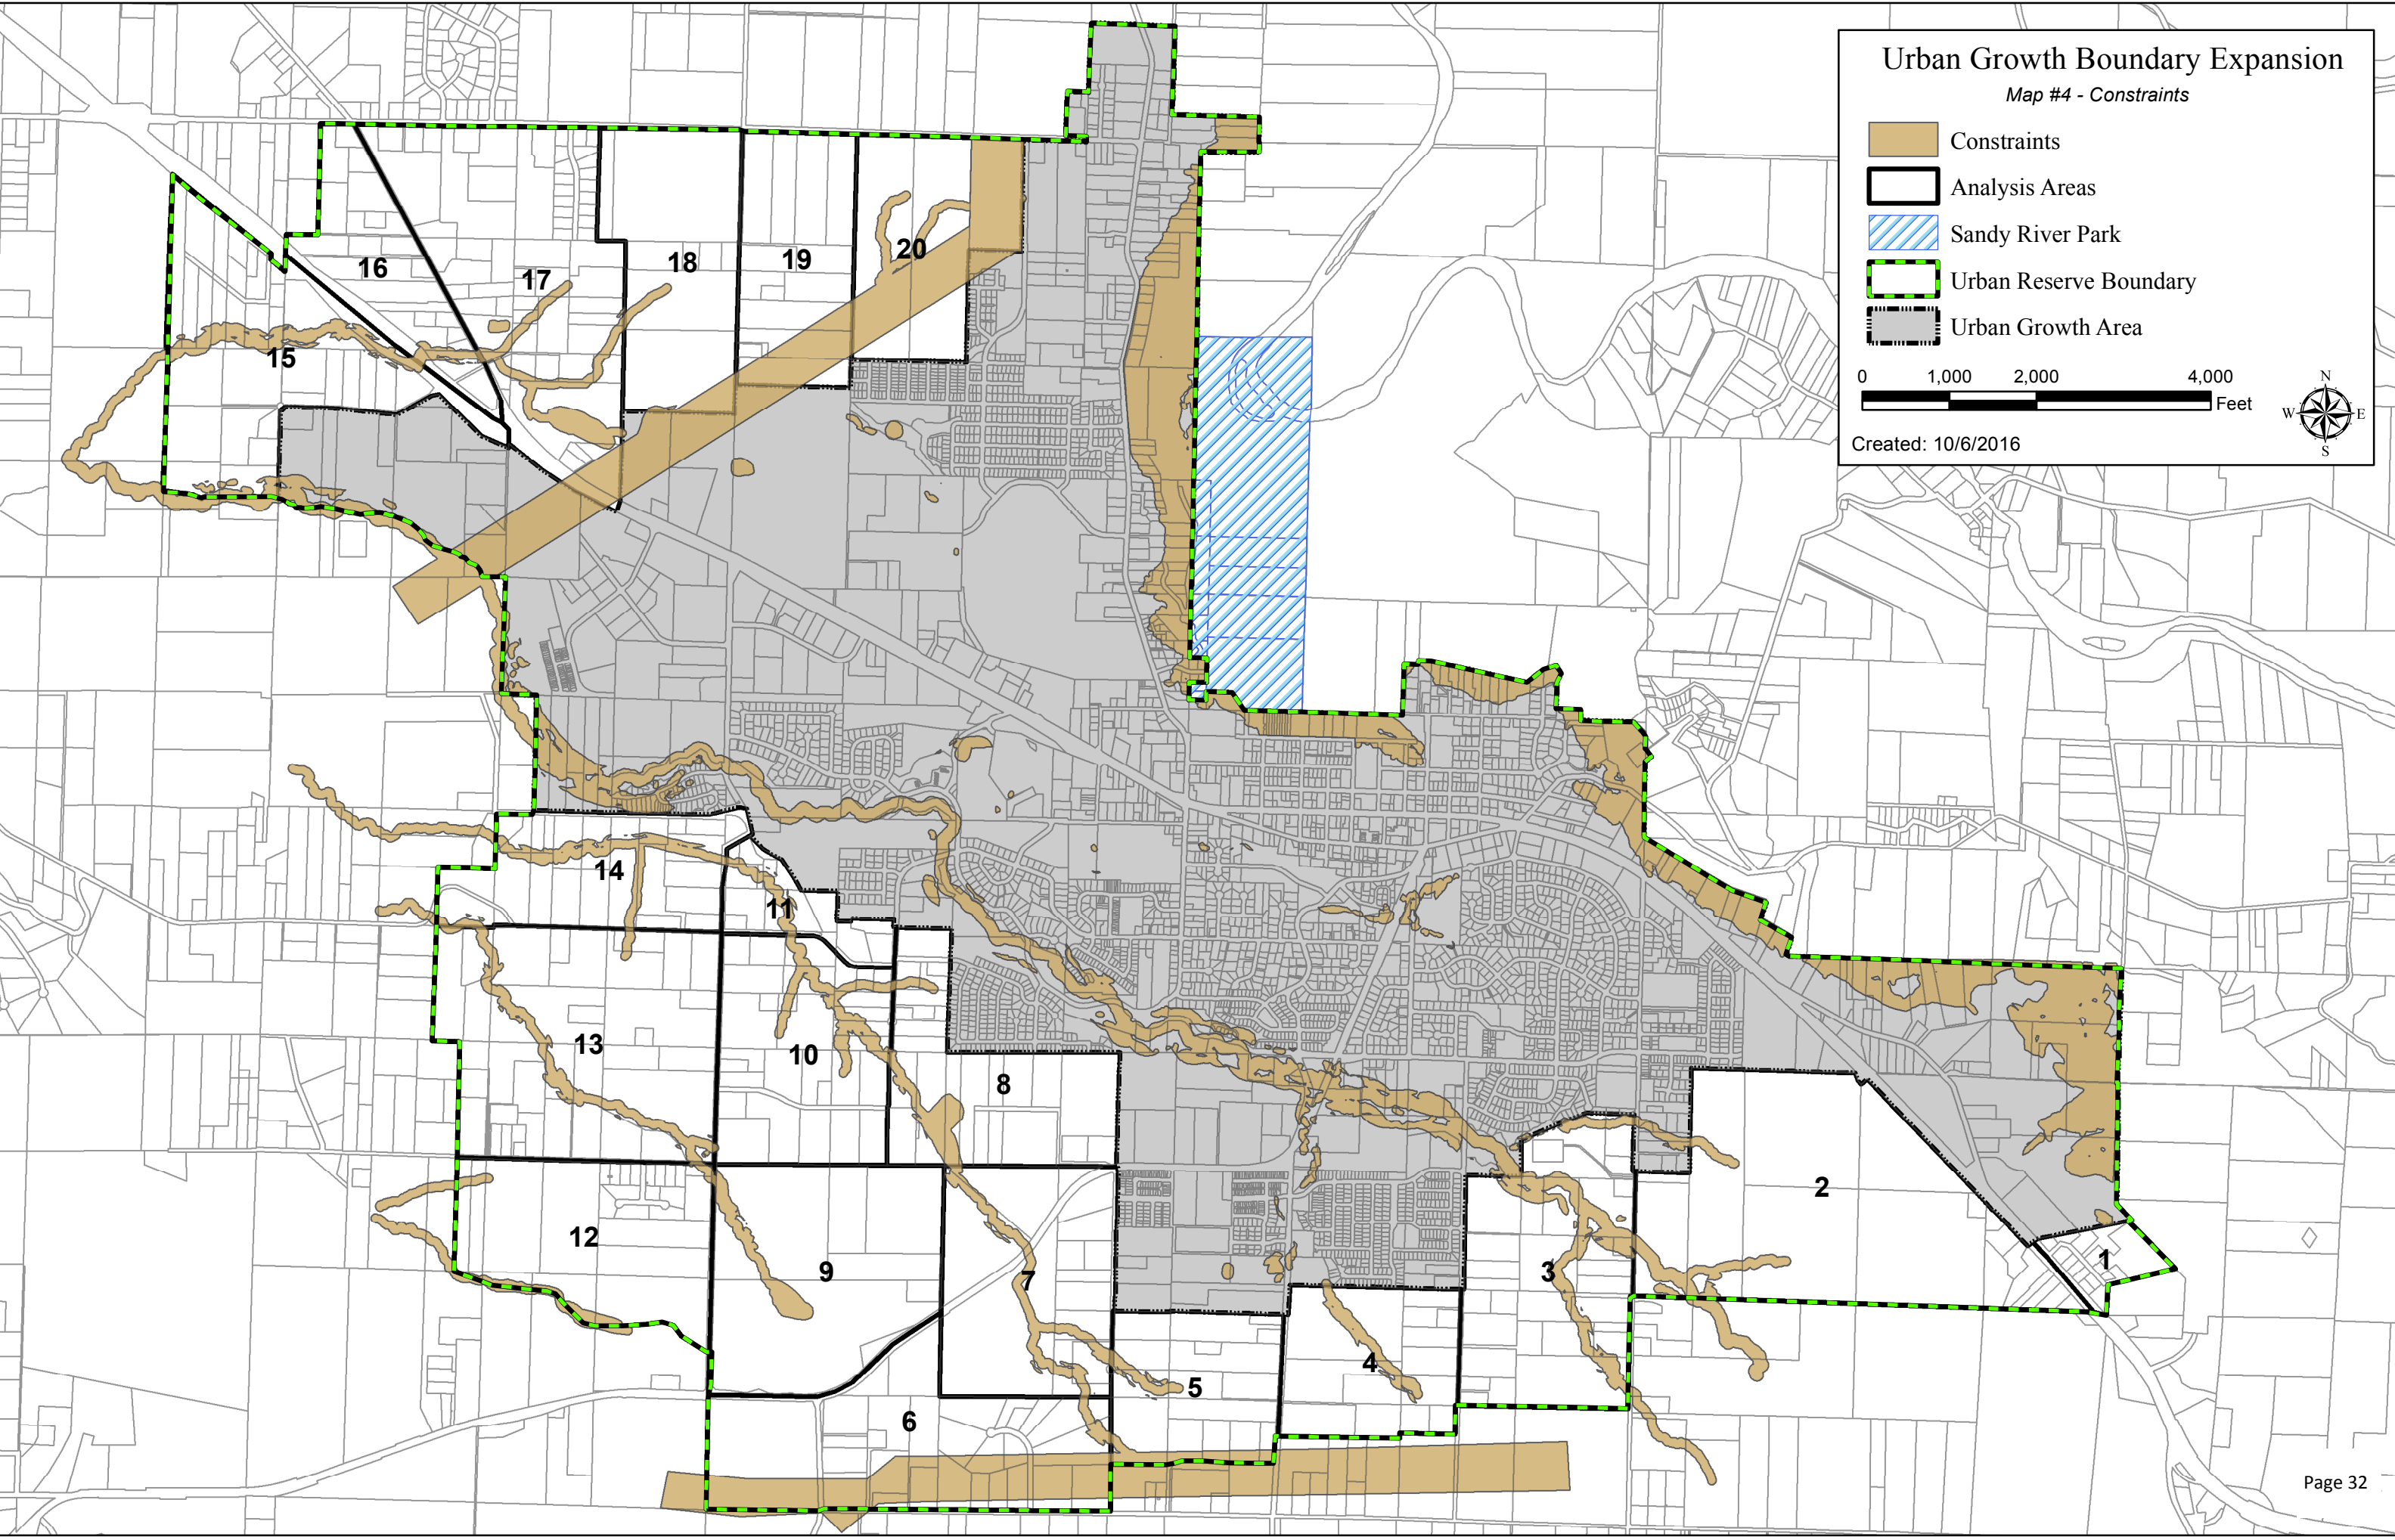 Urban Growth Boundary Expansion
Map #4 - Constraints
Constraints
Analysis Areas
Sandy River Park
Urban Reserve Boundary
Urban Growth Area
0 1,000 2,000 4,000
Feet
N
W E
S
Created: 10/6/2016
16
17
18
19
20
15
14
11
13
10
8
2
12
9
7
3
1
4
5
6
Page 32